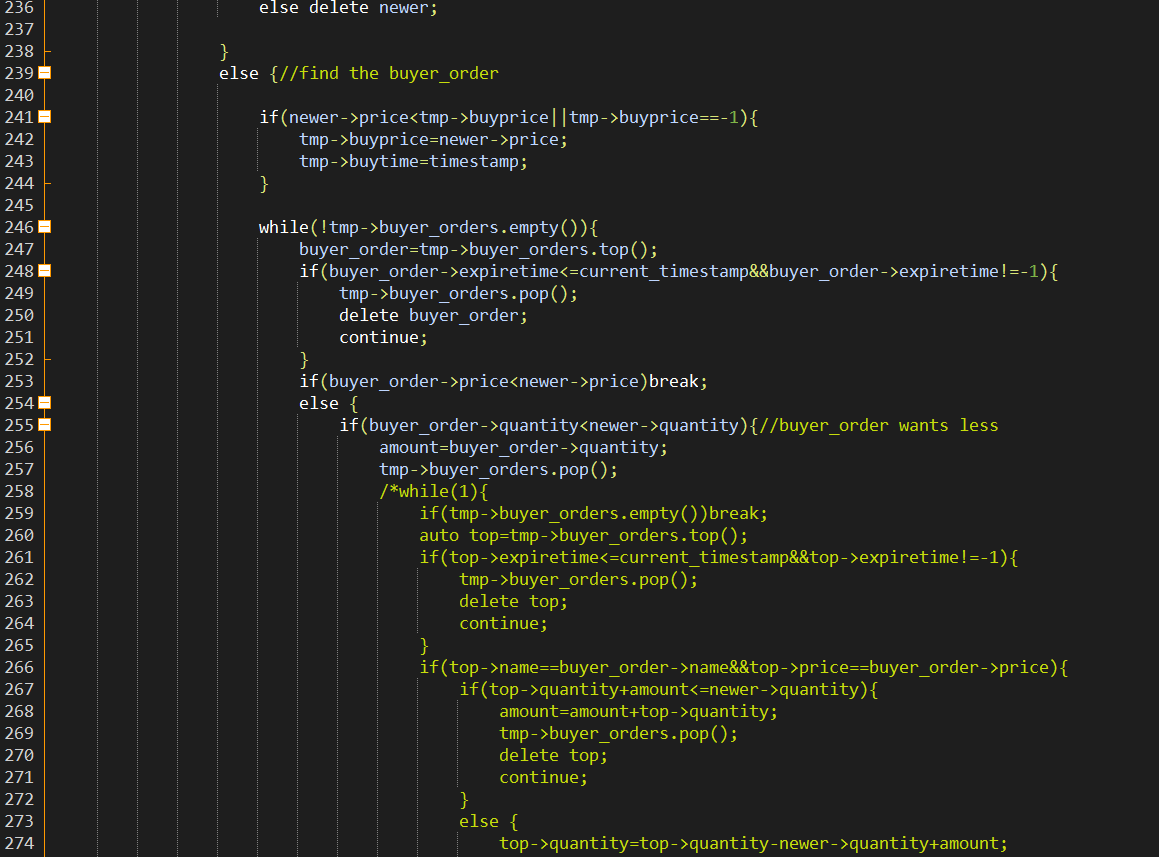 236 else delete newer;
237
238 }
239 else {//find the buyer_order
240
241 if(newer->price<tmp->buyprice||tmp->buyprice==-1){
242 tmp->buyprice=newer->price;
243 tmp->buytime=timestamp;
244 }
245
246 while(!tmp->buyer_orders.empty()){
247 buyer_order=tmp->buyer_orders.top();
248 if(buyer_order->expiretime<=current_timestamp&&buyer_order->expiretime!=-1){
249 tmp->buyer_orders.pop();
250 delete buyer_order;
251 continue;
252 }
253 if(buyer_order->price<newer->price)break;
254 else {
255 if(buyer_order->quantity<newer->quantity){//buyer_order wants less
256 amount=buyer_order->quantity;
257 tmp->buyer_orders.pop();
258 /*while(1){
259 if(tmp->buyer_orders.empty())break;
260 auto top=tmp->buyer_orders.top();
261 if(top->expiretime<=current_timestamp&&top->expiretime!=-1){
262 tmp->buyer_orders.pop();
263 delete top;
264 continue;
265 }
266 if(top->name==buyer_order->name&&top->price==buyer_order->price){
267 if(top->quantity+amount<=newer->quantity){
268 amount=amount+top->quantity;
269 tmp->buyer_orders.pop();
270 delete top;
271 continue;
272 }
273 else {
274 top->quantity=top->quantity-newer->quantity+amount;